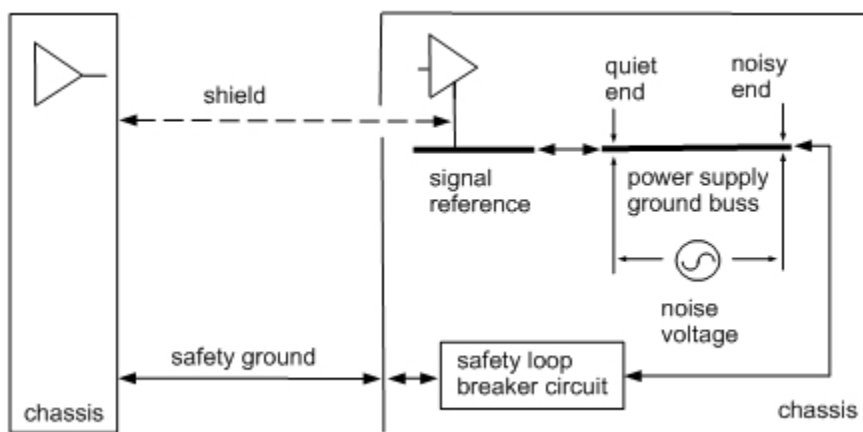 quiet
end
noisy
end
shield
signal
reference
power supply
ground buss
noise
voltage
safety ground
safety loop
breaker circuit
chassis
chassis